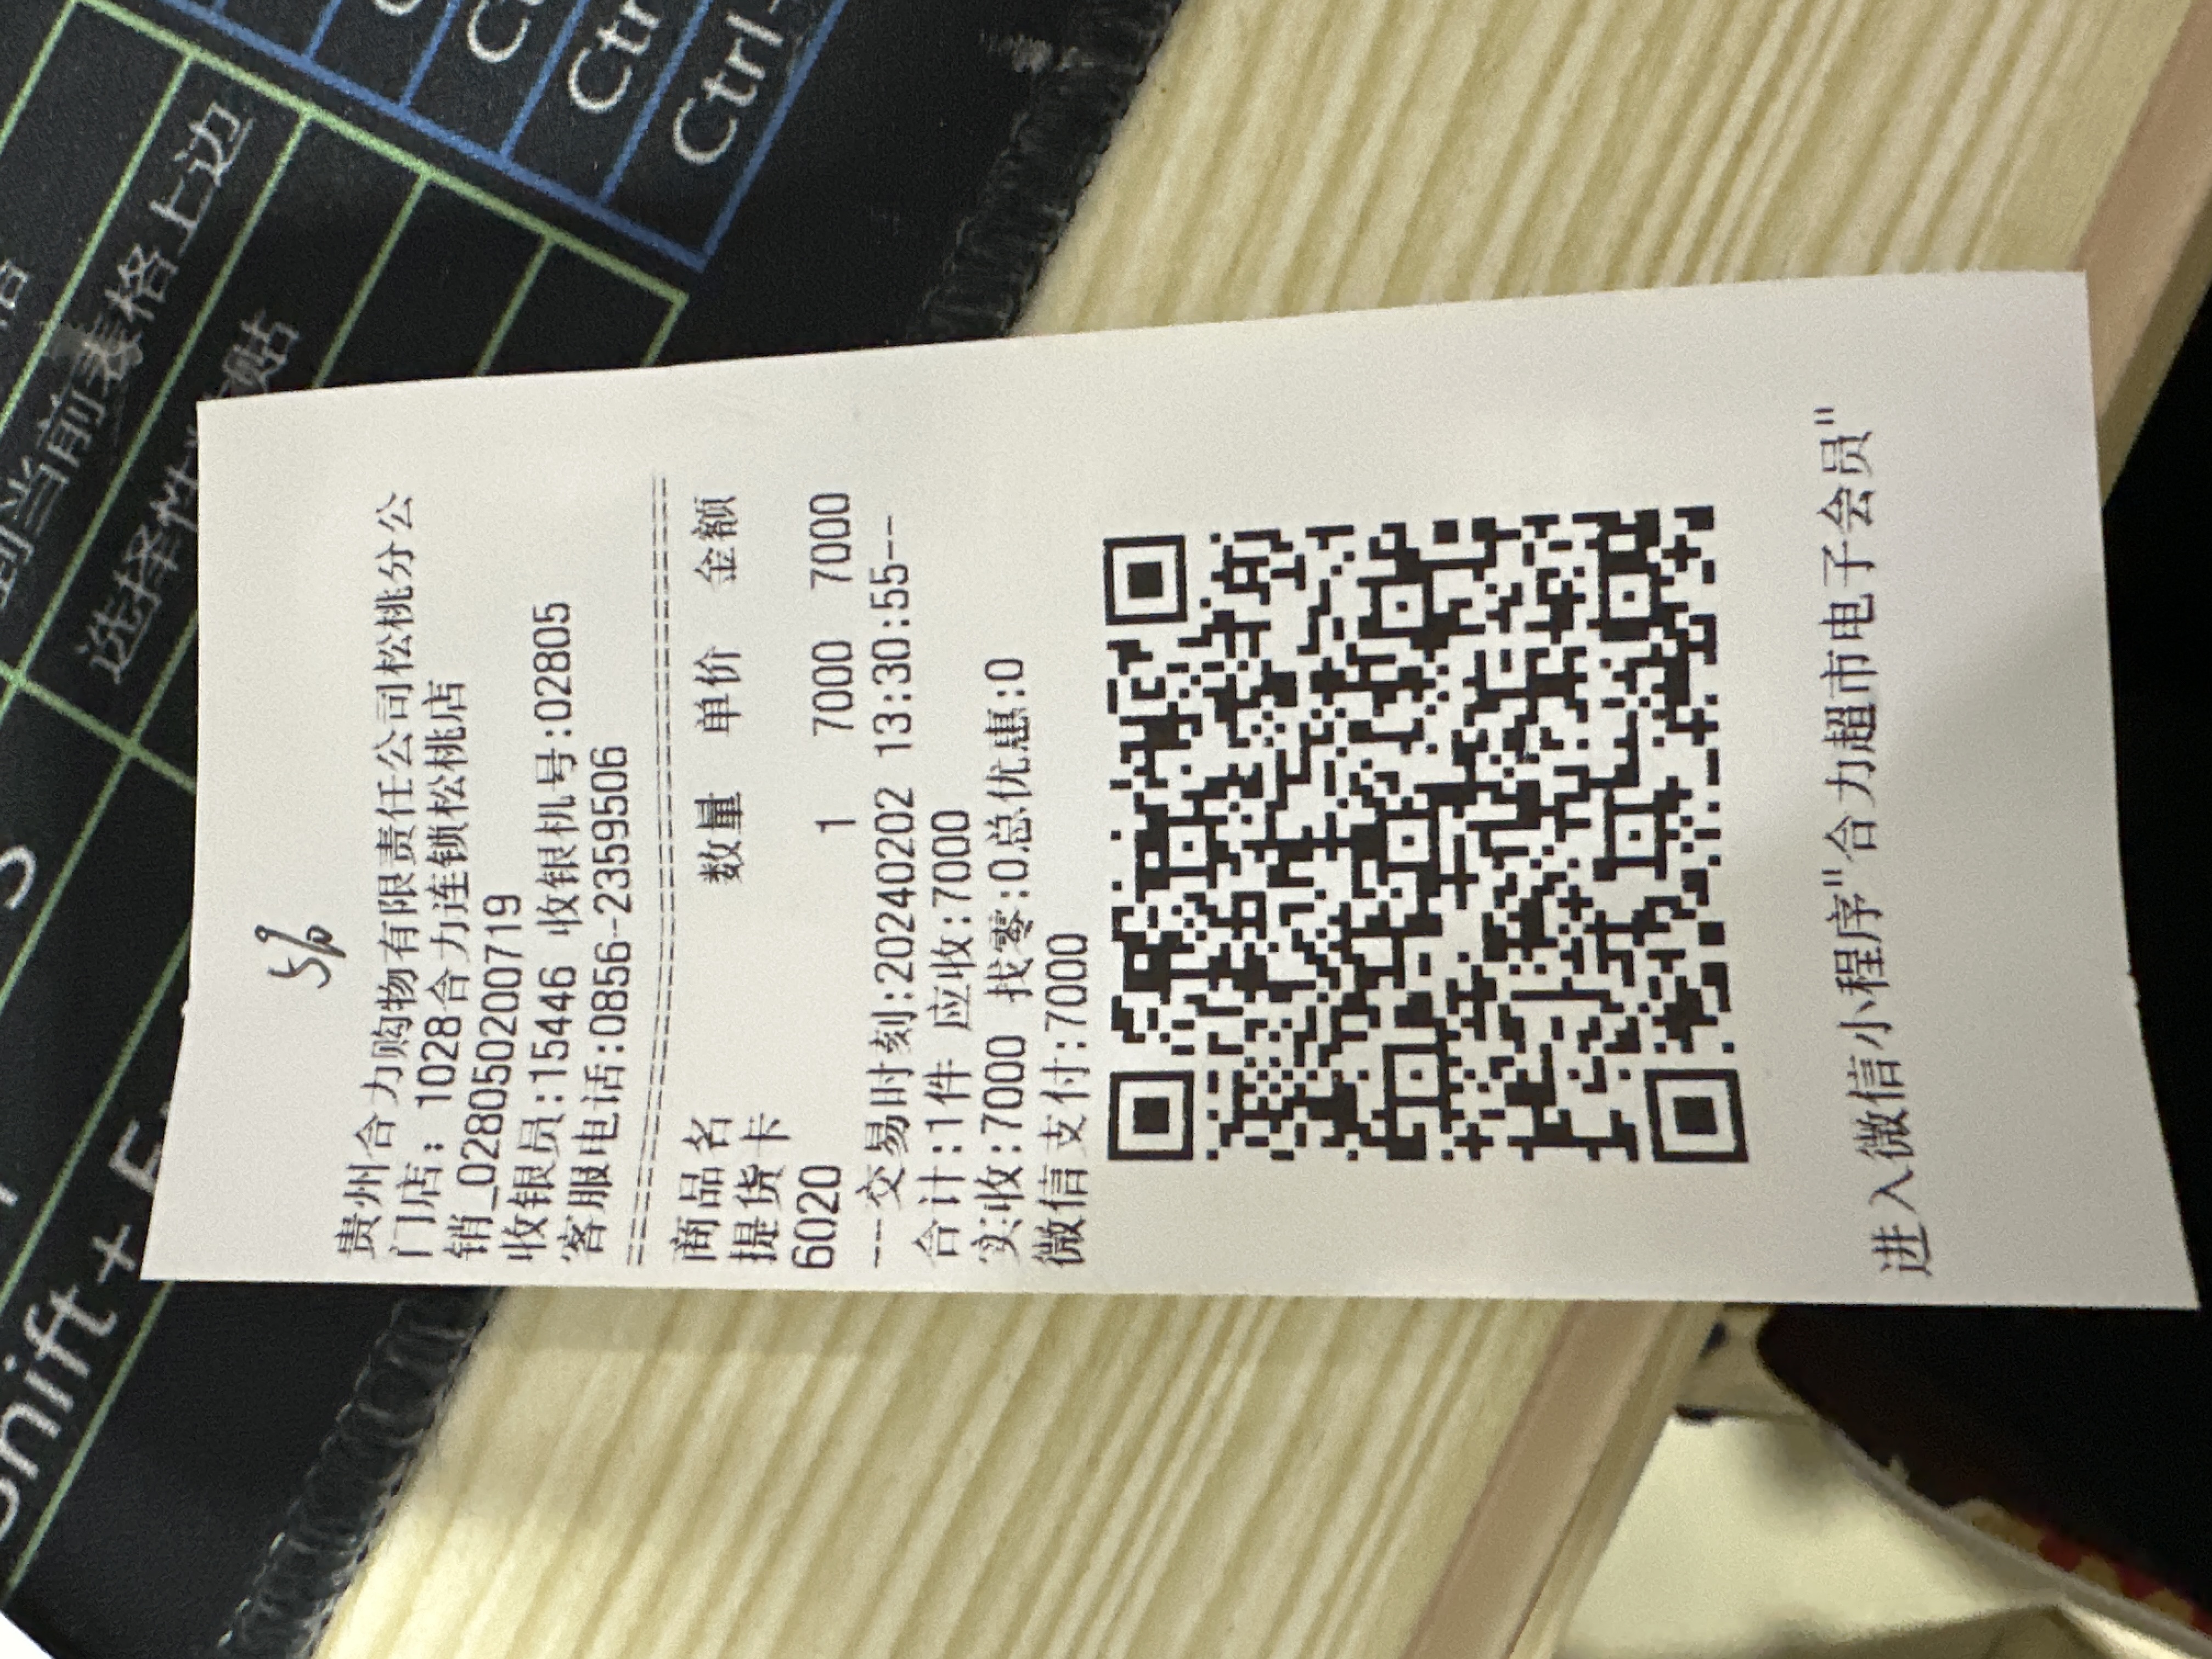 贵州合力购物有限责任公司松桃分公
门店：1028合力连锁松桃店
销_0280502000719
收银员:15446 收银机号:02805
客服电话:0856-2359506
商品名 数量 单价 金额
提货卡
6020 1 7000 7000
---交易时刻:20240202 13:30:55--
合计:1件 应收:7000
实收:7000 找零:0总优惠:0
微信支付:7000
进入微信小程序"合力超市电子会员"
当前表格上边
选择性
Ctrl
Ctrl
Shift +